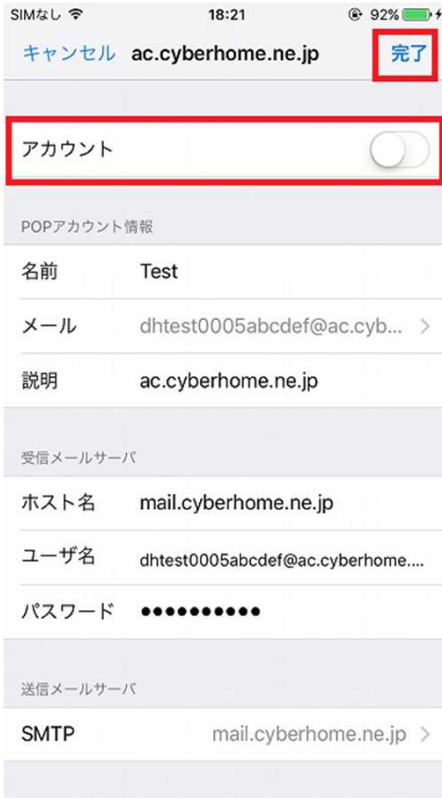 SIMなし 18:21 92%
キャンセル ac.cyberhome.ne.jp 完了
アカウント
POPアカウント情報
名前 Test
メール dhtest0005abcdef@ac.cyb...
説明 ac.cyberhome.ne.jp
受信メールサーバ
ホスト名 mail.cyberhome.ne.jp
ユーザ名 dhtest0005abcdef@ac.cyberhome....
パスワード ●●●●●●●●●●
送信メールサーバ
SMTP mail.cyberhome.ne.jp